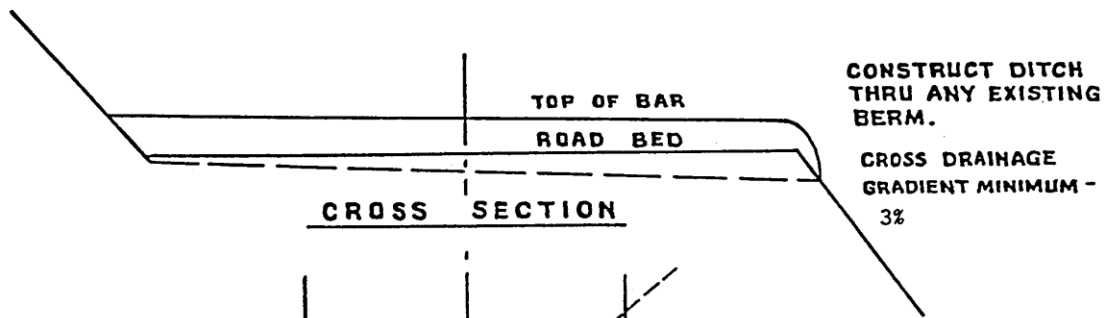 CONSTRUCT DITCH
THRU ANY EXISTING
BERM.
TOP OF BAR
ROAD BED
CROSS DRAINAGE
GRADIENT MINIMUM -
3%
CROSS SECTION